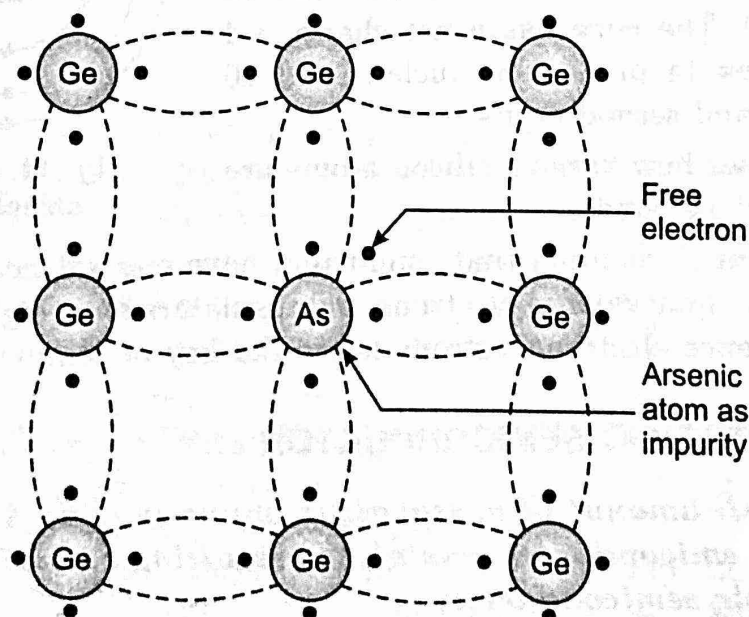 Ge Ge Ge
Free
electron
Ge As Ge
Arsenic
atom as
impurity
Ge Ge Ge